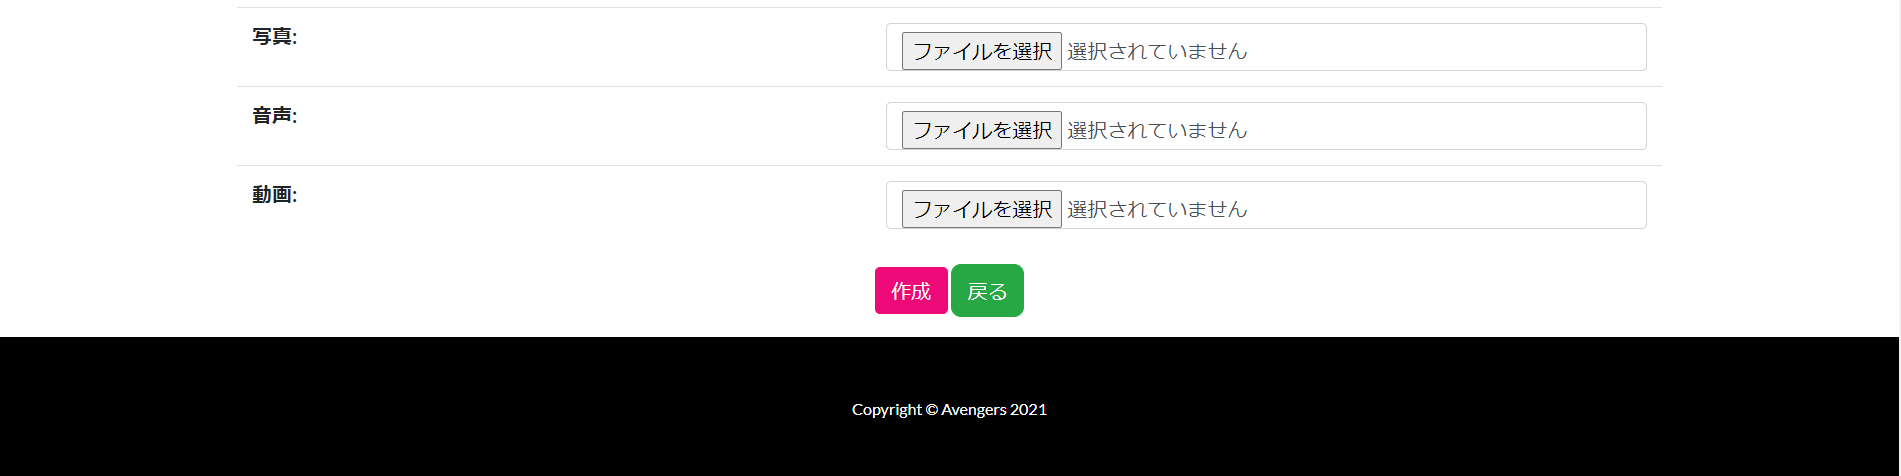 写真:
ファイルを選択 選択されていません
音声:
ファイルを選択 選択されていません
動画:
ファイルを選択 選択されていません
作成 戻る
Copyright © Avengers 2021